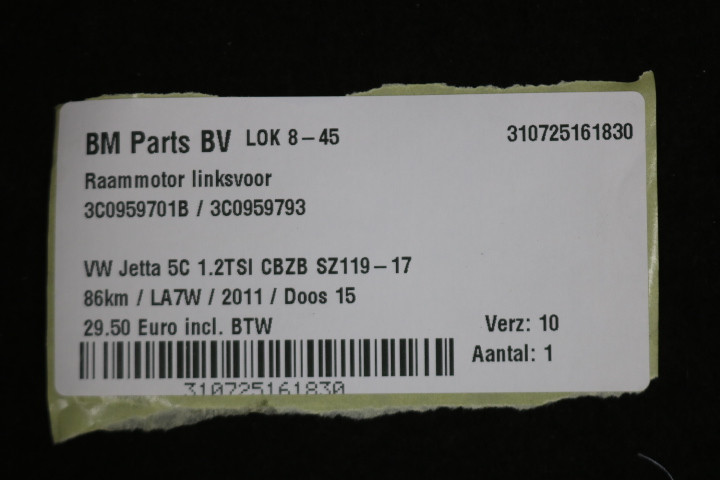 BM Parts BV LOK 8-45 310725161830
Raammotor linksvoor
3C0959701B / 3C0959793
VW Jetta 5C 1.2TSI CBZB SZ119-17
86km / LA7W / 2011 / Doos 15
29.50 Euro incl. BTW Verz: 10
Aantal: 1
310725161830